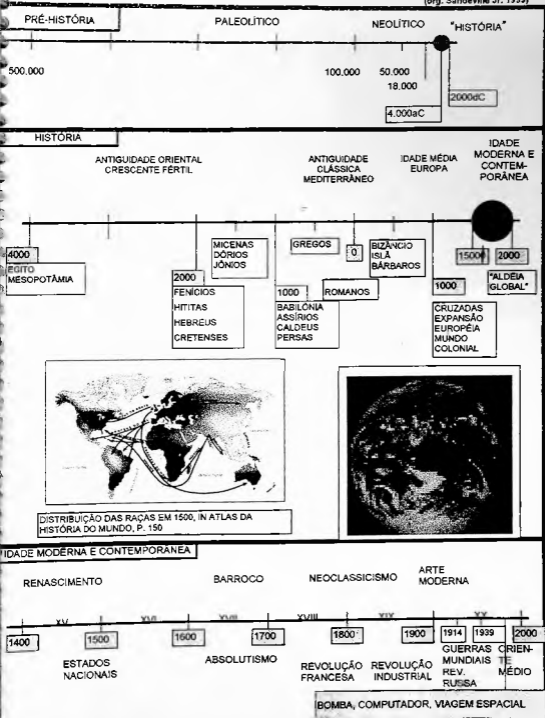 (org. Sandeville Jr. 1999)
PRÉ-HISTÓRIA
PALEOLÍTICO
NEOLÍTICO
"HISTÓRIA"
500.000
100.000
50.000
18.000
2000dC
4.000aC
HISTÓRIA
ANTIGUIDADE ORIENTAL
CRESCENTE FÉRTIL
ANTIGUIDADE
CLÁSSICA
MEDITERRÂNEO
IDADE MÉDIA
EUROPA
IDADE
MODERNA E
CONTEM-
PORÂNEA
4000
EGITO
MESOPOTÂMIA
2000
FENÍCIOS
HITITAS
HEBREUS
CRETENSES
MICENAS
DÓRIOS
JÔNIOS
GREGOS
1000
BABILÔNIA
ASSÍRIOS
CALDEUS
PERSAS
0
ROMANOS
BIZÂNCIO
ISLÃ
BÁRBAROS
1000
CRUZADAS
EXPANSÃO
EUROPÉIA
MUNDO
COLONIAL
1500
2000
"ALDEIA
GLOBAL"
DISTRIBUIÇÃO DAS RAÇAS EM 1500, IN ATLAS DA
HISTÓRIA DO MUNDO, P. 150
IDADE MODERNA E CONTEMPORÂNEA
RENASCIMENTO
BARROCO
NEOCLASSICISMO
ARTE
MODERNA
XV
XVI
XVII
XVIII
XIX
XX
1400
1500
1600
1700
1800
1900
1914
1939
2000
ESTADOS
NACIONAIS
ABSOLUTISMO
REVOLUÇÃO
FRANCESA
REVOLUÇÃO
INDUSTRIAL
GUERRAS
MUNDIAIS
REV.
RUSSA
ORIEN-
TE
MÉDIO
BOMBA, COMPUTADOR, VIAGEM ESPACIAL